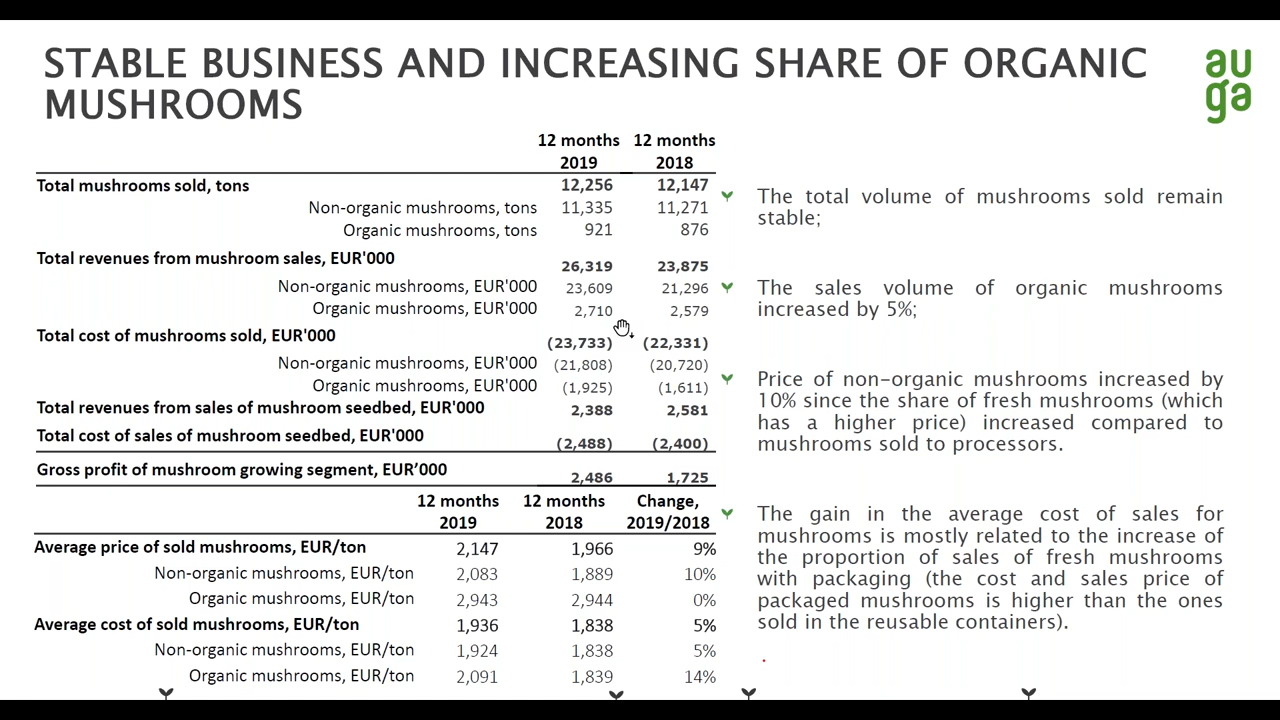 STABLE BUSINESS AND INCREASING SHARE OF ORGANIC
MUSHROOMS
au
ga
12 months 12 months
2019 2018
Total mushrooms sold, tons 12,256 12,147
Non-organic mushrooms, tons 11,335 11,271
Organic mushrooms, tons 921 876
Total revenues from mushroom sales, EUR'000 26,319 23,875
Non-organic mushrooms, EUR'000 23,609 21,296
Organic mushrooms, EUR'000 2,710 2,579
Total cost of mushrooms sold, EUR'000 (23,733) (22,331)
Non-organic mushrooms, EUR'000 (21,808) (20,720)
Organic mushrooms, EUR'000 (1,925) (1,611)
Total revenues from sales of mushroom seedbed, EUR'000 2,388 2,581
Total cost of sales of mushroom seedbed, EUR'000 (2,488) (2,400)
Gross profit of mushroom growing segment, EUR’000 2,486 1,725
12 months 12 months Change,
2019 2018 2019/2018
Average price of sold mushrooms, EUR/ton 2,147 1,966 9%
Non-organic mushrooms, EUR/ton 2,083 1,889 10%
Organic mushrooms, EUR/ton 2,943 2,944 0%
Average cost of sold mushrooms, EUR/ton 1,936 1,838 5%
Non-organic mushrooms, EUR/ton 1,924 1,838 5%
Organic mushrooms, EUR/ton 2,091 1,839 14%
The total volume of mushrooms sold remain
stable;
The sales volume of organic mushrooms
increased by 5%;
Price of non-organic mushrooms increased by
10% since the share of fresh mushrooms (which
has a higher price) increased compared to
mushrooms sold to processors.
The gain in the average cost of sales for
mushrooms is mostly related to the increase of
the proportion of sales of fresh mushrooms
with packaging (the cost and sales price of
packaged mushrooms is higher than the ones
sold in the reusable containers).